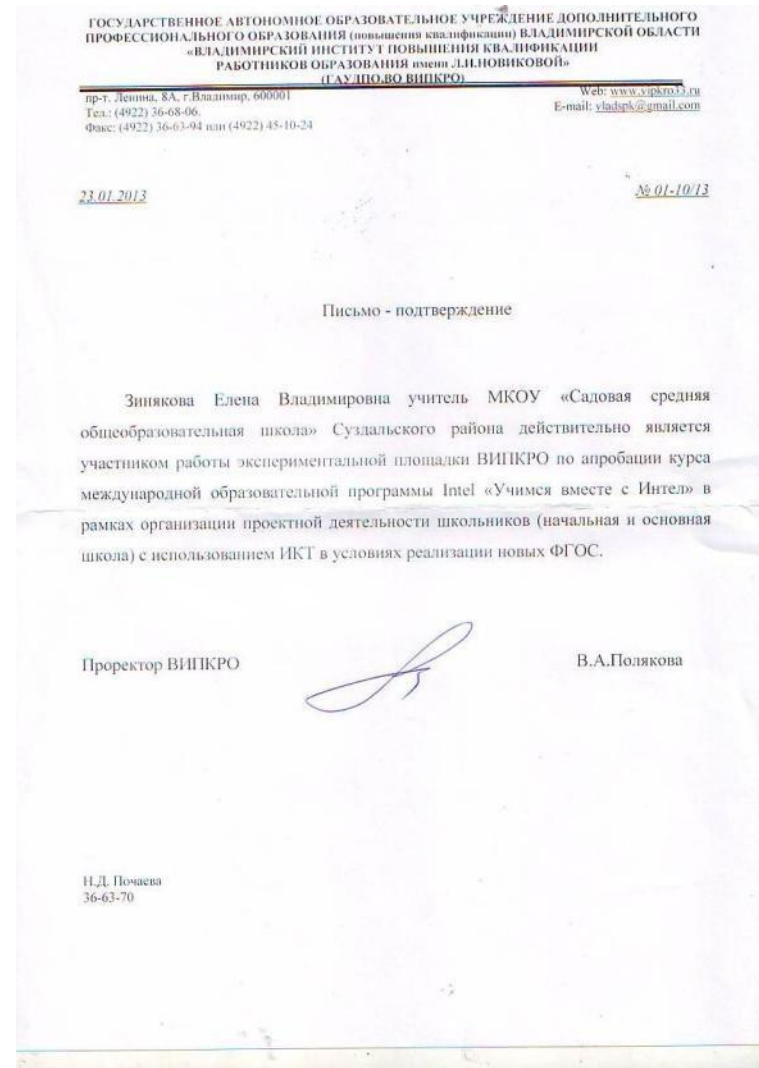 ГОСУДАРСТВЕННОЕ АВТОНОМНОЕ ОБРАЗОВАТЕЛЬНОЕ УЧРЕЖДЕНИЕ ДОПОЛНИТЕЛЬНОГО
ПРОФЕССИОНАЛЬНОГО ОБРАЗОВАНИЯ (повышения квалификации) ВЛАДИМИРСКОЙ ОБЛАСТИ
«ВЛАДИМИРСКИЙ ИНСТИТУТ ПОВЫШЕНИЯ КВАЛИФИКАЦИИ
РАБОТНИКОВ ОБРАЗОВАНИЯ имени Л.И.НОВИКОВОЙ»
(ГАУДПО ВО ВИПКРО)
пр-т. Ленина, 8А, г.Владимир, 600001
Тел.: (4922) 36-68-06.
Факс: (4922) 36-63-94 или (4922) 45-10-24
Web: www.vipkro33.ru
E-mail: vladspk@gmail.com
23.01.2013
№ 01-10/13
Письмо - подтверждение
Зинякова Елена Владимировна учитель МКОУ «Садовая средняя
общеобразовательная школа» Суздальского района действительно является
участником работы экспериментальной площадки ВИПКРО по апробации курса
международной образовательной программы Intel «Учимся вместе с Интел» в
рамках организации проектной деятельности школьников (начальная и основная
школа) с использованием ИКТ в условиях реализации новых ФГОС.
Проректор ВИПКРО
В.А.Полякова
Н.Д. Почаева
36-63-70